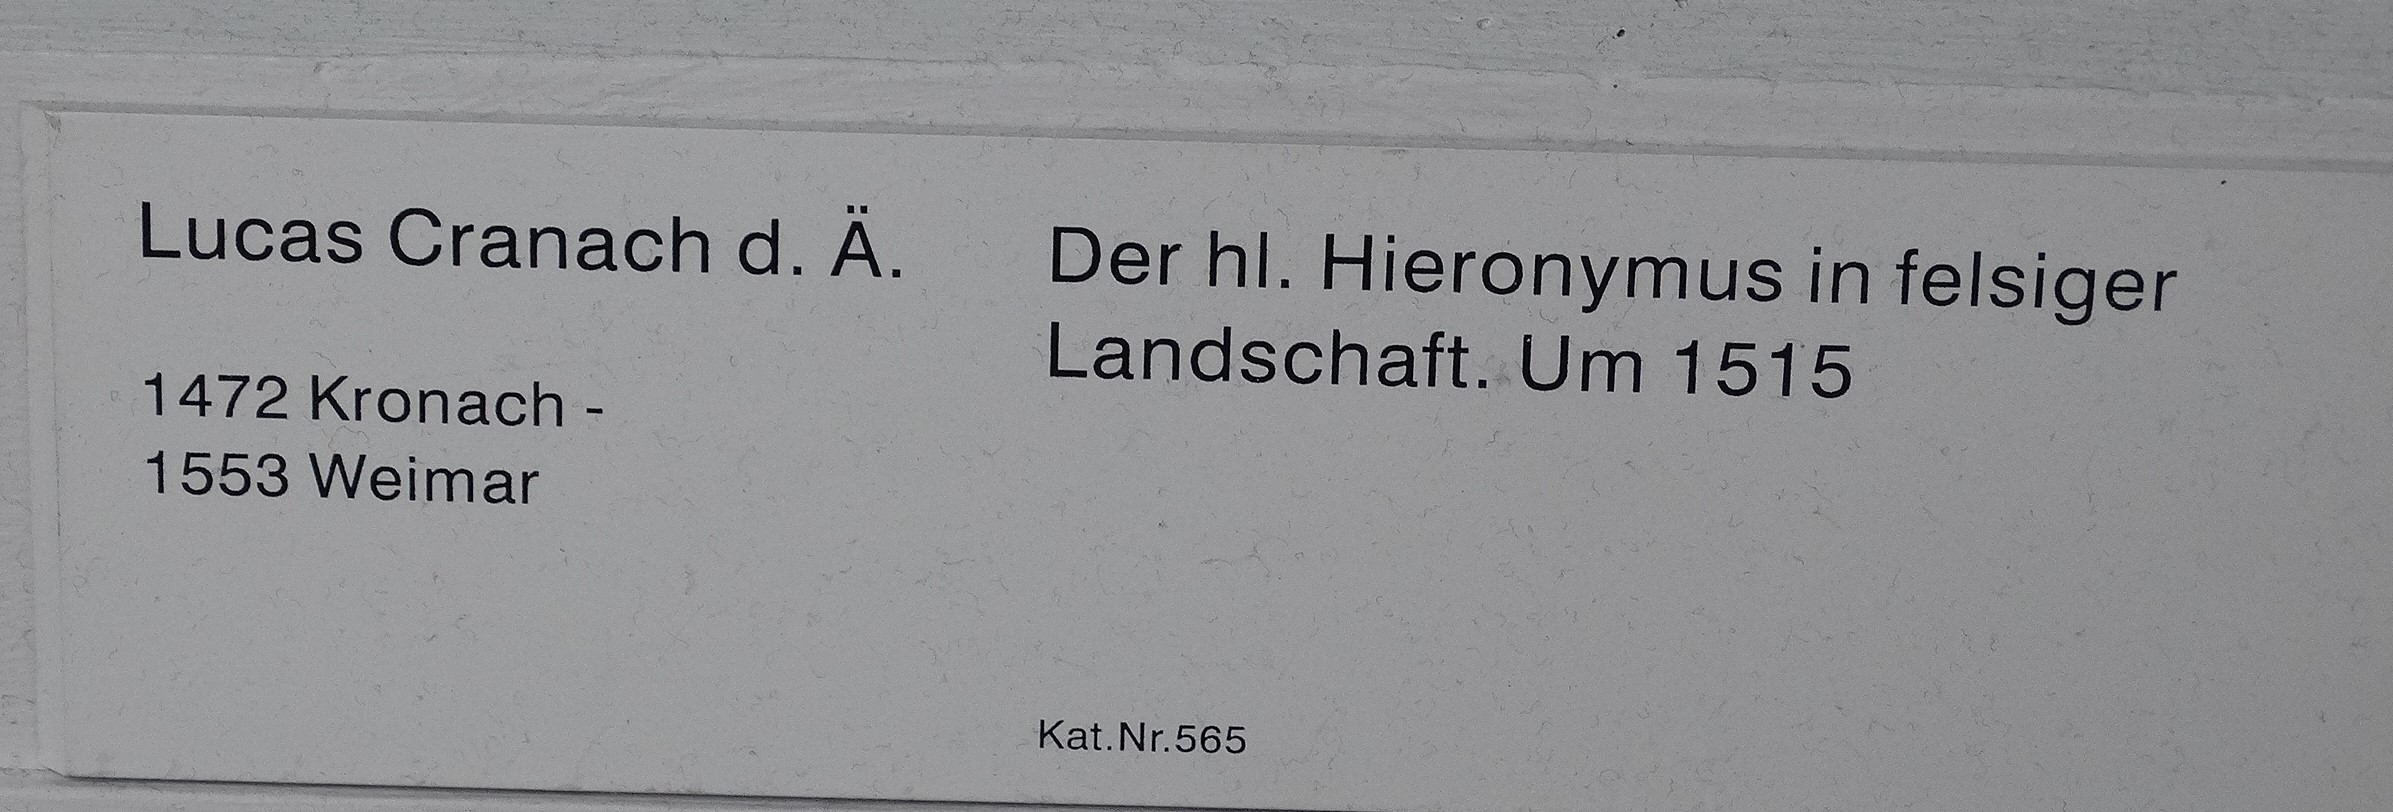 Lucas Cranach d. Ä.
1472 Kronach -
1553 Weimar
Der hl. Hieronymus in felsiger
Landschaft. Um 1515
Kat.Nr.565